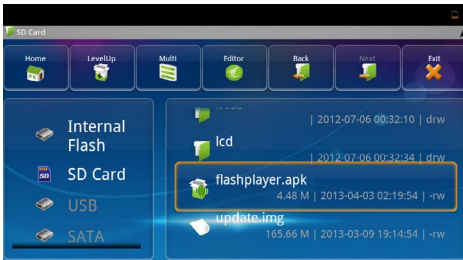 SD Card
Home LevelUp Multi Editor Back Next Exit
Internal
Flash
SD Card
USB
SATA
| 2012-07-06 00:32:10 | drw
lcd
| 2012-07-06 00:32:34 | drw
flashplayer.apk
4.48 M | 2013-04-03 02:19:54 | -rw
update.img
165.66 M | 2013-03-09 19:14:54 | -rw